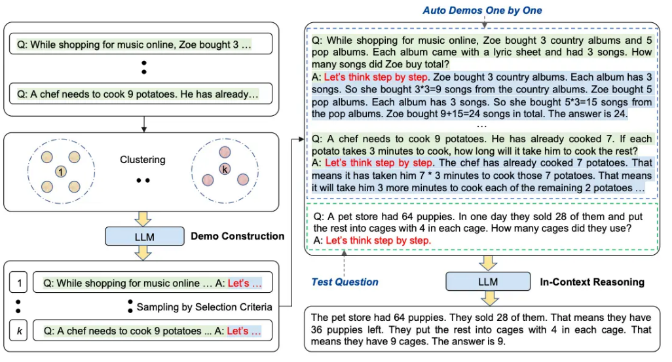 Q: While shopping for music online, Zoe bought 3 …
Q: A chef needs to cook 9 potatoes. He has already…
1
Clustering
k
LLM
Demo Construction
1
Q: While shopping for music online … A: Let's …
Sampling by Selection Criteria
k
Q: A chef needs to cook 9 potatoes ... A: Let's …
Auto Demos One by One
Q: While shopping for music online, Zoe bought 3 country albums and 5
pop albums. Each album came with a lyric sheet and had 3 songs. How
many songs did Zoe buy total?
A: Let's think step by step. Zoe bought 3 country albums. Each album has 3
songs. So she bought 3*3=9 songs from the country albums. Zoe bought 5
pop albums. Each album has 3 songs. So she bought 5*3=15 songs from
the pop albums. Zoe bought 9+15=24 songs in total. The answer is 24.
…
Q: A chef needs to cook 9 potatoes. He has already cooked 7. If each
potato takes 3 minutes to cook, how long will it take him to cook the rest?
A: Let's think step by step. The chef has already cooked 7 potatoes. That
means it has taken him 7 * 3 minutes to cook those 7 potatoes. That means
it will take him 3 more minutes to cook each of the remaining 2 potatoes …
Q: A pet store had 64 puppies. In one day they sold 28 of them and put
the rest into cages with 4 in each cage. How many cages did they use?
A: Let's think step by step.
Test Question
LLM
In-Context Reasoning
The pet store had 64 puppies. They sold 28 of them. That means they have
36 puppies left. They put the rest into cages with 4 in each cage. That
means they have 9 cages. The answer is 9.